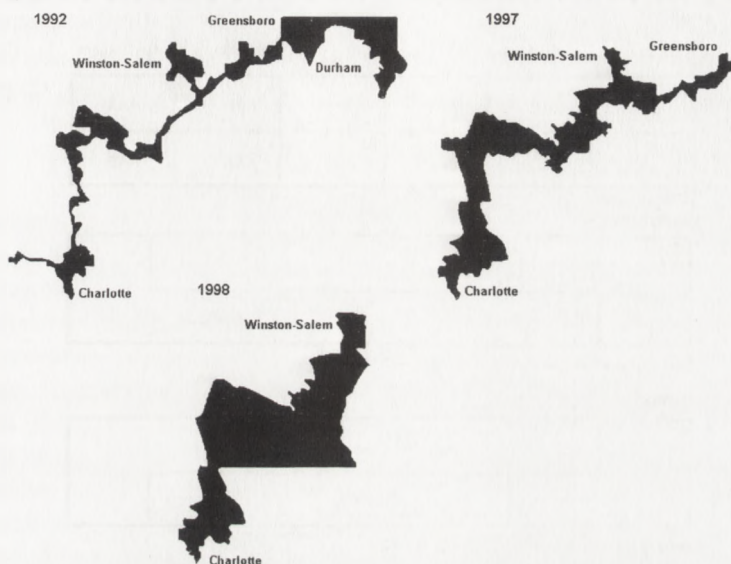 1992
Greensboro
Winston-Salem
Durham
Charlotte
1997
Winston-Salem
Greensboro
Charlotte
1998
Winston-Salem
Charlotte